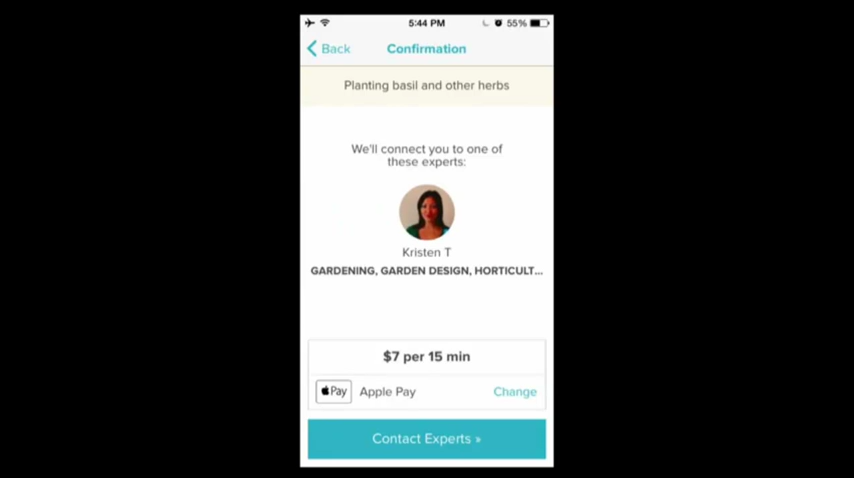 5:44 PM 55%
Back Confirmation
Planting basil and other herbs
We'll connect you to one of
these experts:
Kristen T
GARDENING, GARDEN DESIGN, HORTICULT...
$7 per 15 min
Pay Apple Pay Change
Contact Experts »